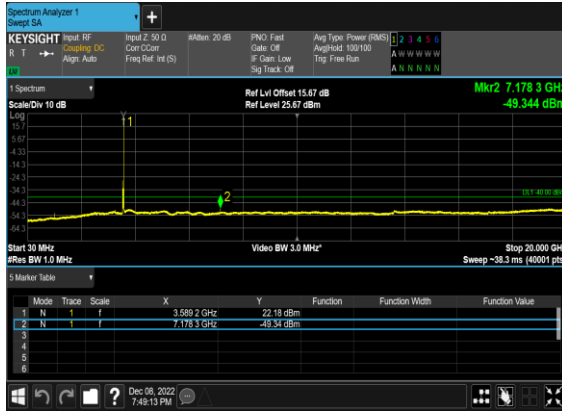 Spectrum Analyzer 1
Swept SA
+
KEYSIGHT Input: RF Input Z: 50 Ω #Atten: 20 dB PNO: Fast Avg Type: Power (RMS) 1 2 3 4 5 6
R T Coupling: DC Corr CCorr Gate: Off Avg|Hold: 100/100 A W W W W W
Align: Auto Freq Ref: Int (S) IF Gain: Low Trig: Free Run
LU Sig Track: Off A N N N N N
1 Spectrum Ref Lvl Offset 15.67 dB Mkr2 7.178 3 GHz
Scale/Div 10 dB Ref Level 25.67 dBm -49.344 dBm
Log
15.7
5.67
-4.33
-14.3
-24.3
-34.3
-44.3
-54.3
-64.3
1
2
DL1 -40.00 dBm
Start 30 MHz Video BW 3.0 MHz* Stop 20.000 GHz
#Res BW 1.0 MHz Sweep ~38.3 ms (40001 pts)
5 Marker Table
Mode Trace Scale X Y Function Function Width Function Value
1 N 1 f 3.589 2 GHz 22.18 dBm
2 N 1 f 7.178 3 GHz -49.34 dBm
3
4
5
6
? Dec 08, 2022
7:49:13 PM